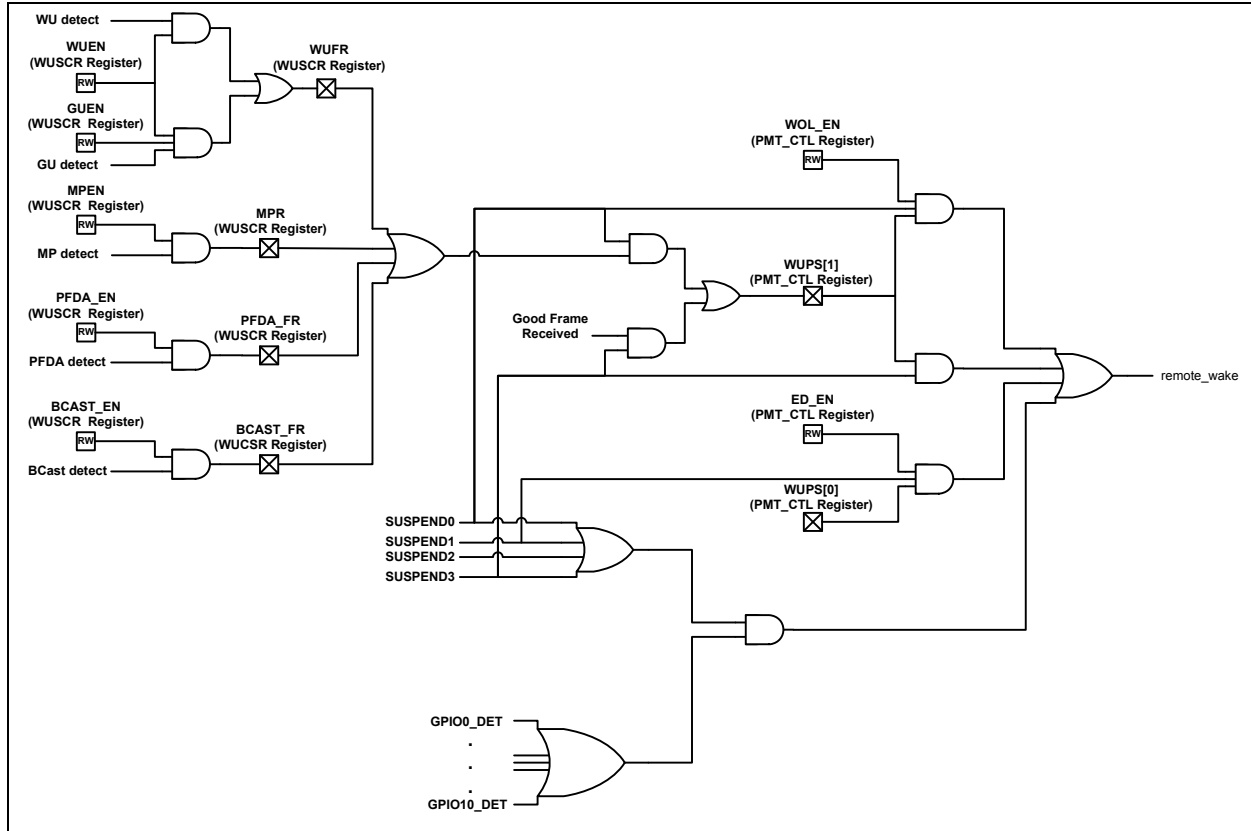 WU detect
WUEN
(WUSCR Register)
RW
GUEN
(WUSCR  Register)
RW
GU detect
WUFR
(WUSCR Register)
MPEN
(WUSCR Register)
RW
MP detect
MPR
(WUSCR Register)
PFDA_EN
(WUSCR Register)
RW
PFDA detect
PFDA_FR
(WUSCR Register)
BCAST_EN
(WUSCR  Register)
RW
BCast detect
BCAST_FR
(WUCSR Register)
WOL_EN
(PMT_CTL Register)
RW
Good Frame
Received
WUPS[1]
(PMT_CTL Register)
ED_EN
(PMT_CTL Register)
RW
WUPS[0]
(PMT_CTL Register)
remote_wake
SUSPEND0
SUSPEND1
SUSPEND2
SUSPEND3
GPIO0_DET
.
.
.
GPIO10_DET